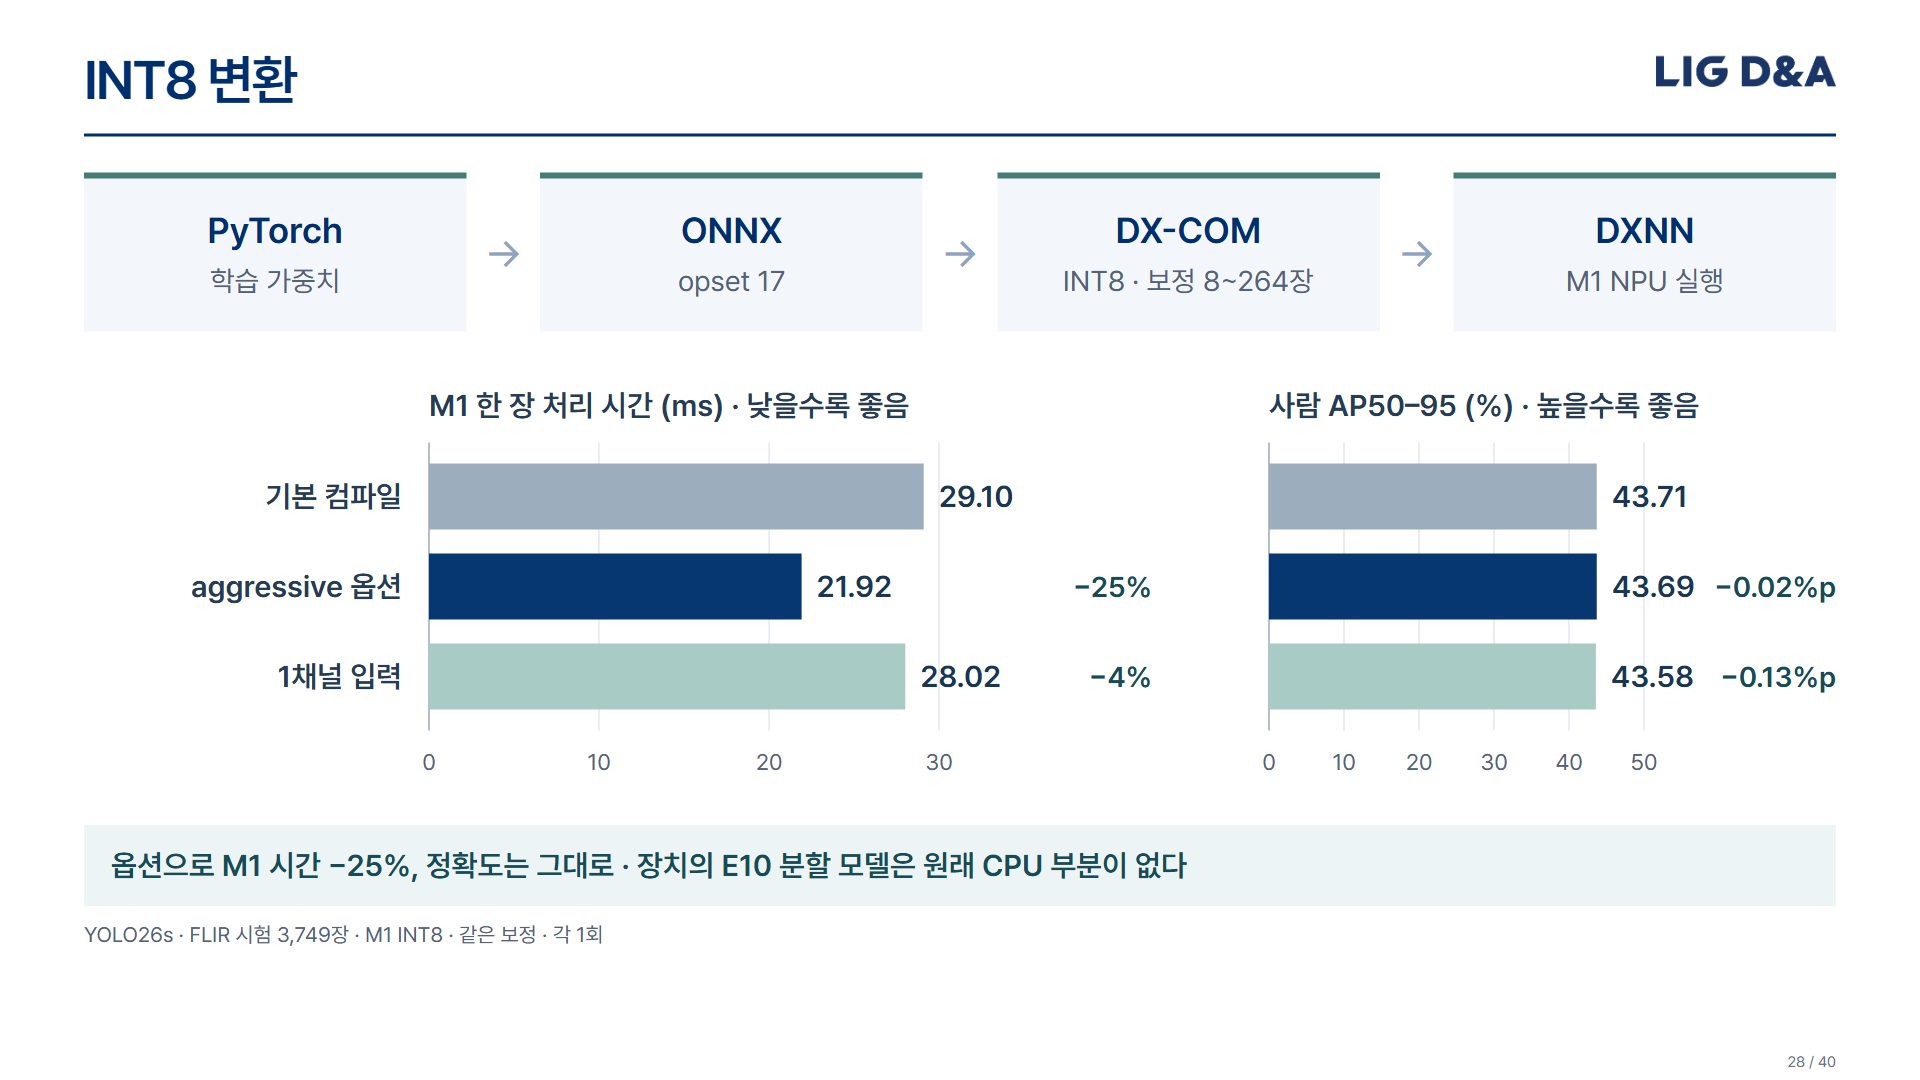 INT8 변환
LIG D&A
PyTorch
学습 가중치
→
ONNX
opset 17
→
DX-COM
INT8 · 보정 8~264장
→
DXNN
M1 NPU 실행
M1 한 장 처리 시간 (ms) · 낮을수록 좋음
기본 컴파일
29.10
aggressive 옵션
21.92
−25%
1채널 입력
28.02
−4%
0 10 20 30
사람 AP50–95 (%) · 높을수록 좋음
43.71
43.69 −0.02%p
43.58 −0.13%p
0 10 20 30 40 50
옵션으로 M1 시간 −25%, 정확도는 그대로 · 장치의 E10 분할 모델은 원래 CPU 부분이 없다
YOLO26s · FLIR 시험 3,749장 · M1 INT8 · 같은 보정 · 각 1회
28 / 40